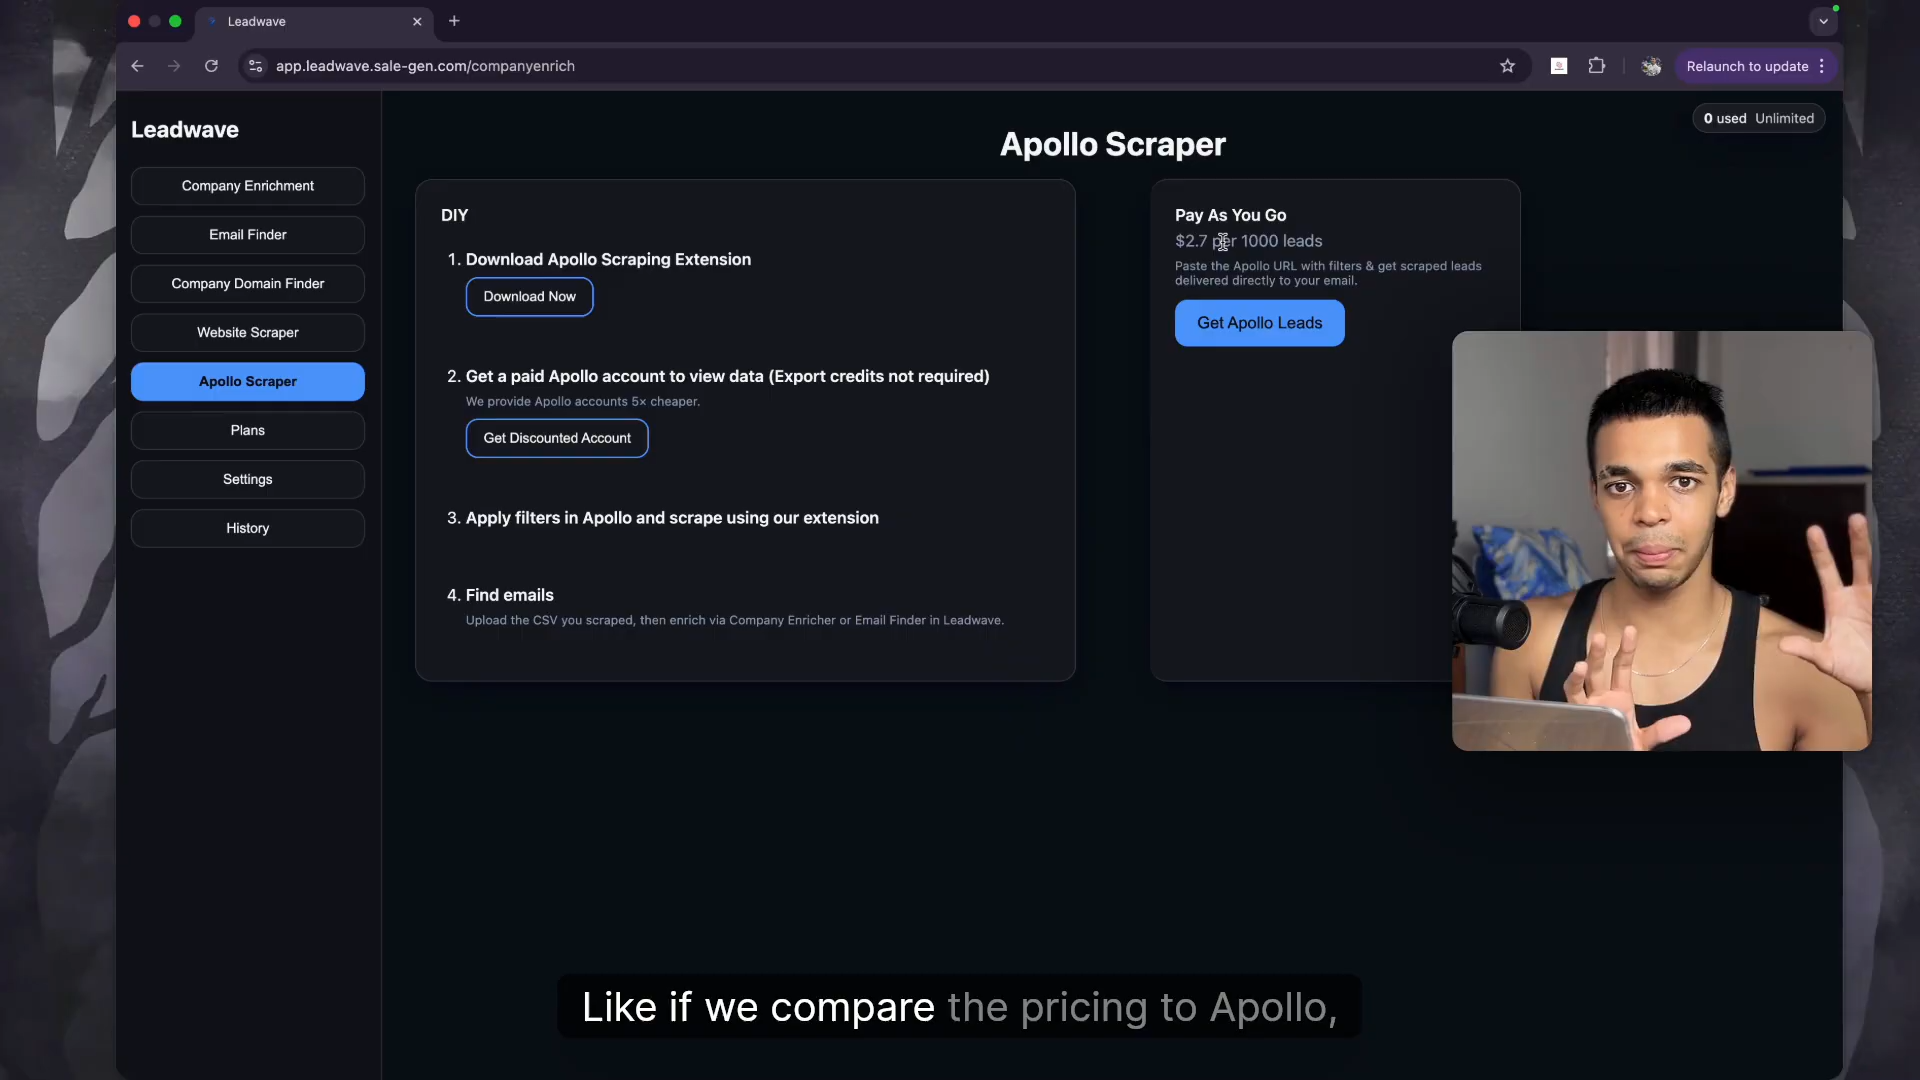 Leadwave
app.leadwave.sale-gen.com/companyenrich
Relaunch to update
Leadwave
0 used Unlimited
Company Enrichment
Email Finder
Company Domain Finder
Website Scraper
Apollo Scraper
Plans
Settings
History
Apollo Scraper
DIY
1. Download Apollo Scraping Extension
Download Now
2. Get a paid Apollo account to view data (Export credits not required)
We provide Apollo accounts 5× cheaper.
Get Discounted Account
3. Apply filters in Apollo and scrape using our extension
4. Find emails
Upload the CSV you scraped, then enrich via Company Enricher or Email Finder in Leadwave.
Pay As You Go
$2.7 per 1000 leads
Paste the Apollo URL with filters & get scraped leads
delivered directly to your email.
Get Apollo Leads
Like if we compare the pricing to Apollo,